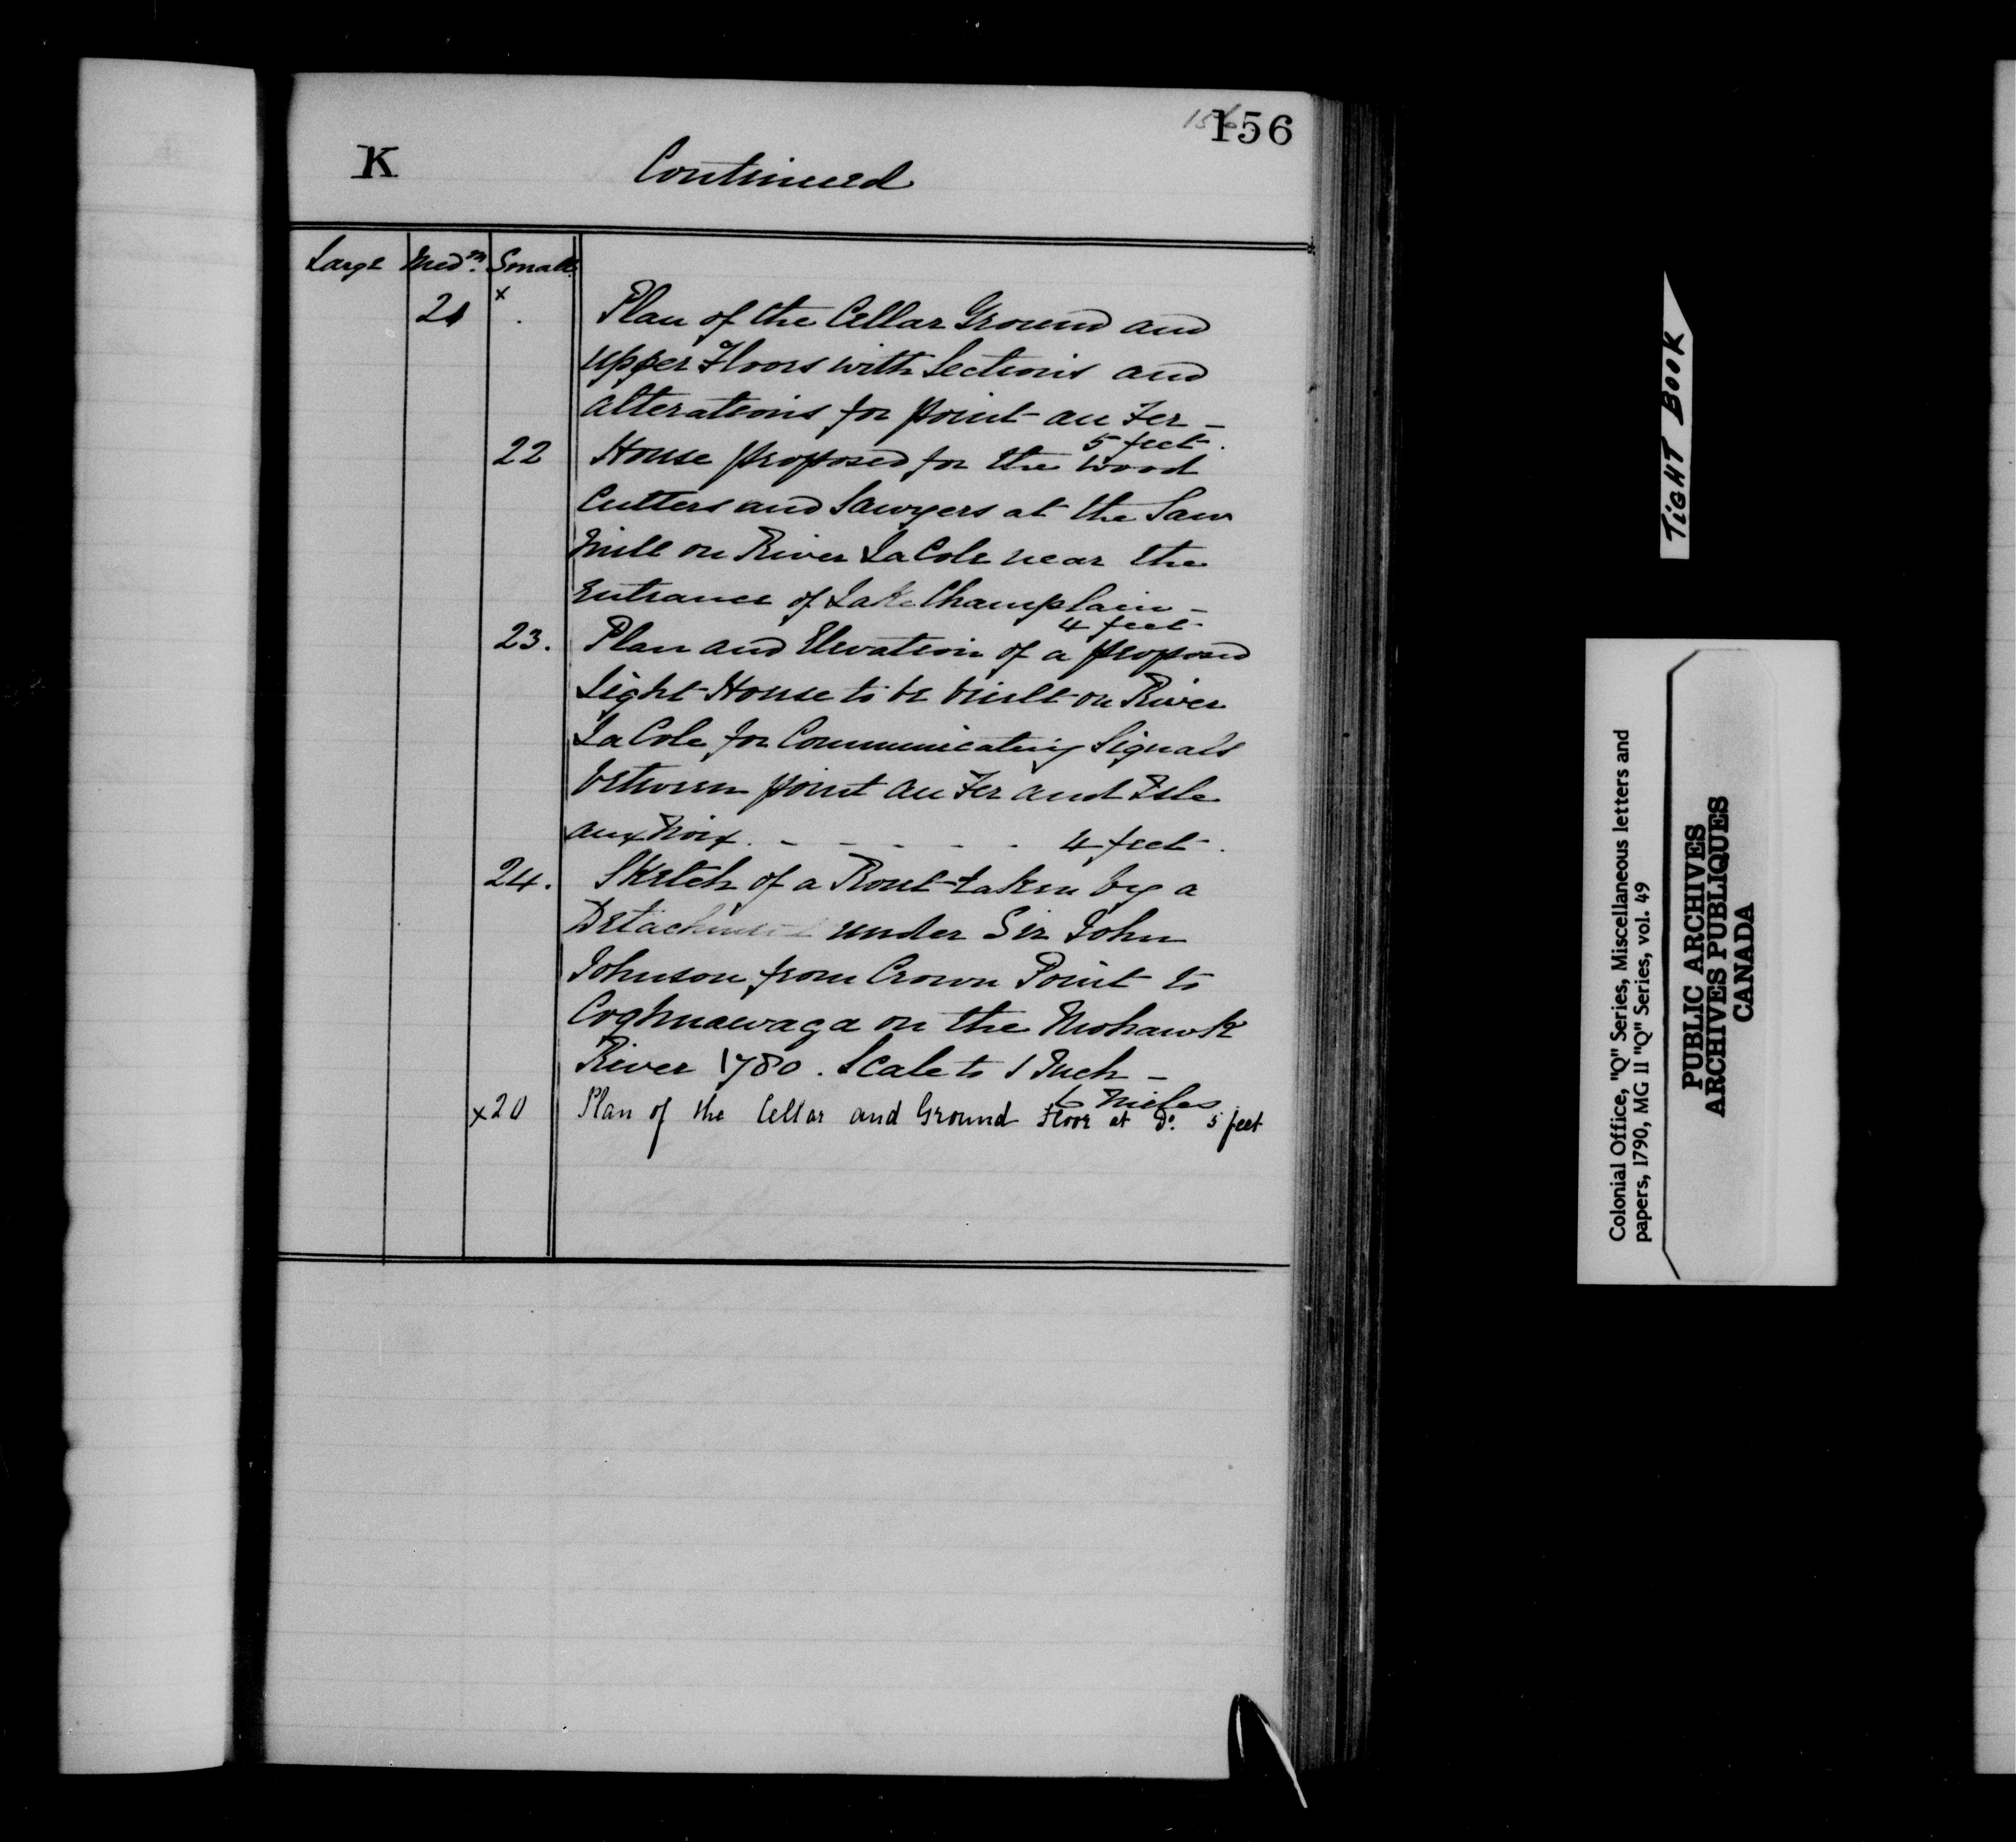 156
156
K Continued
Large Medm. Small
21 x . Plan of the Cellar Ground and
upper Floors with Sections and
alterations for point au Fer –
5 feet.
22 House proposed for the wood
Cutters and Sawyers at the Saw
Mill on River La Cole near the
Entrance of Lake Champlain –
4 feet
23. Plan and Elevation of a proposed
Light House to be built on River
La Cole for Communicating Signals
between point au Fer and Isle
aux Noix. – – – – – – 4 feet.
24. Sketch of a Rout taken by a
Detachment under Sir John
Johnson from Crown Point to
Coghnawaga on the Mohawk
River 1780. Scale to 1 Inch –
6 Miles
x20 Plan of the Cellar and Ground Floor at Do. 5 feet
TIGHT BOOK
Colonial Office, "Q" Series, Miscellaneous letters and
papers, 1790, MG 11 "Q" Series, vol. 49
PUBLIC ARCHIVES
ARCHIVES PUBLIQUES
CANADA